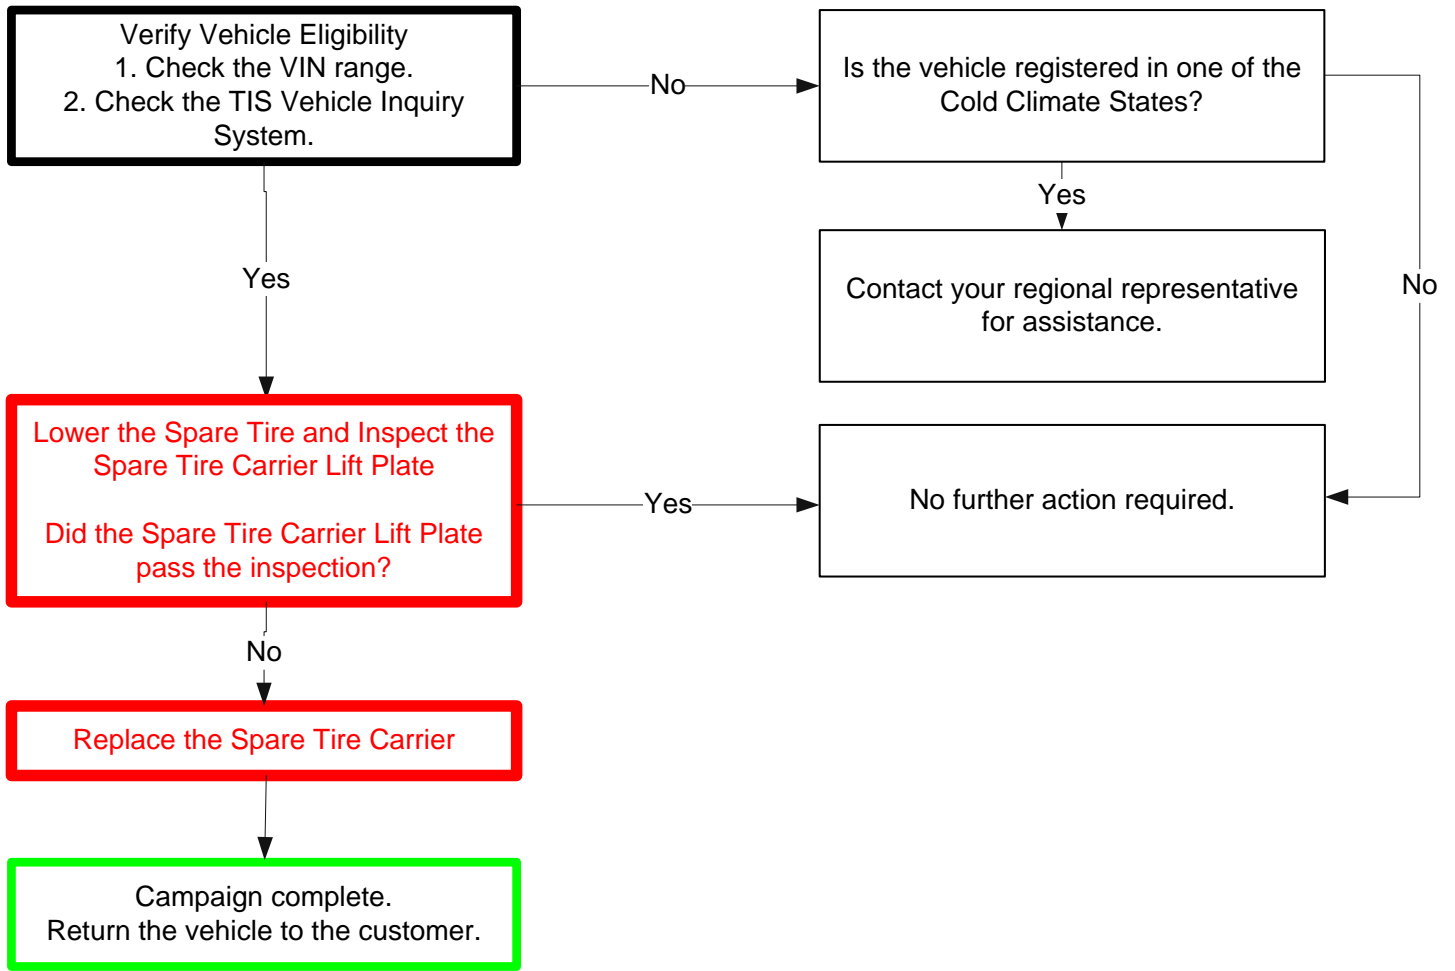 Verify Vehicle Eligibility
1. Check the VIN range.
2. Check the TIS Vehicle Inquiry
System.
No
Is the vehicle registered in one of the
Cold Climate States?
Yes
Yes
Contact your regional representative
for assistance.
No
Lower the Spare Tire and Inspect the
Spare Tire Carrier Lift Plate
Did the Spare Tire Carrier Lift Plate
pass the inspection?
Yes
No further action required.
No
Replace the Spare Tire Carrier
Campaign complete.
Return the vehicle to the customer.